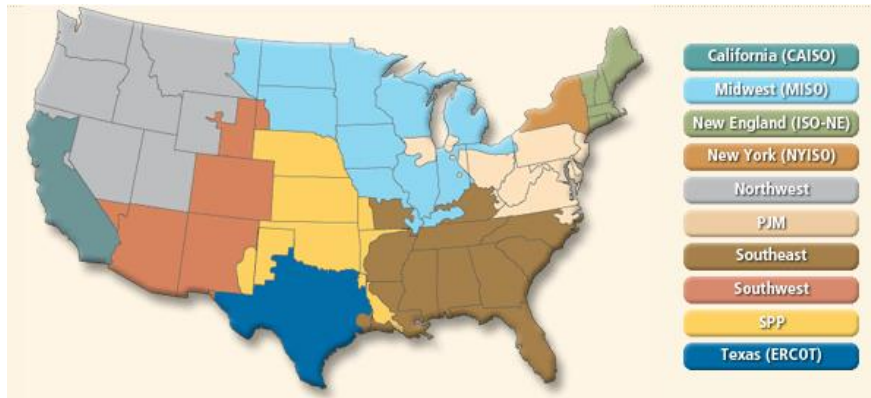 California (CAISO)
Midwest (MISO)
New England (ISO-NE)
New York (NYISO)
Northwest
PJM
Southeast
Southwest
SPP
Texas (ERCOT)